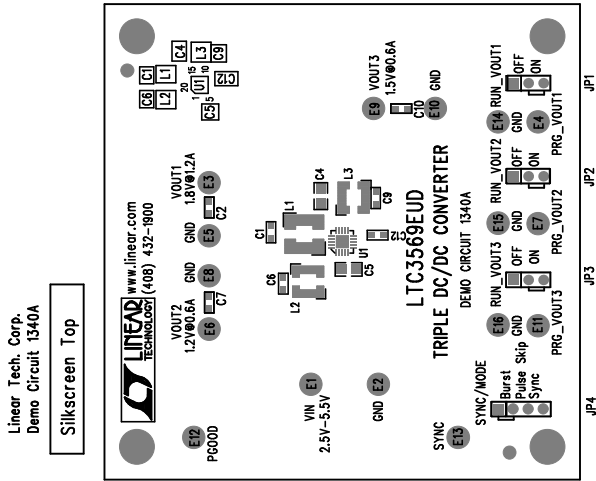 Linear Tech. Corp.
Demo Circuit 1340A
Silkscreen Top
LINEAR
TECHNOLOGY
www.linear.com
(408) 432-1900
C4
L3
C9
C1
L1
C6
L2
20
15
10
U1
C12
1
5
C5
VOUT1
1.8V@1.2A
E3
C2
GND
E5
GND
E8
C7
VOUT2
1.2V@0.6A
E6
PGOOD
E12
VOUT3
1.5V@0.6A
E9
C10
GND
E10
C4
L3
C9
L1
C1
C12
U1
C5
C6
L2
VIN
2.5V-5.5V
E1
GND
E2
SYNC
E13
LTC3569EUD
TRIPLE DC/DC CONVERTER
DEMO CIRCUIT 1340A
RUN_VOUT1
OFF
ON
JP1
E14
GND
E4
PRG_VOUT1
RUN_VOUT2
OFF
ON
JP2
E15
GND
E7
PRG_VOUT2
RUN_VOUT3
OFF
ON
JP3
E16
GND
E11
PRG_VOUT3
SYNC/MODE
Burst
Pulse Skip
Sync
JP4